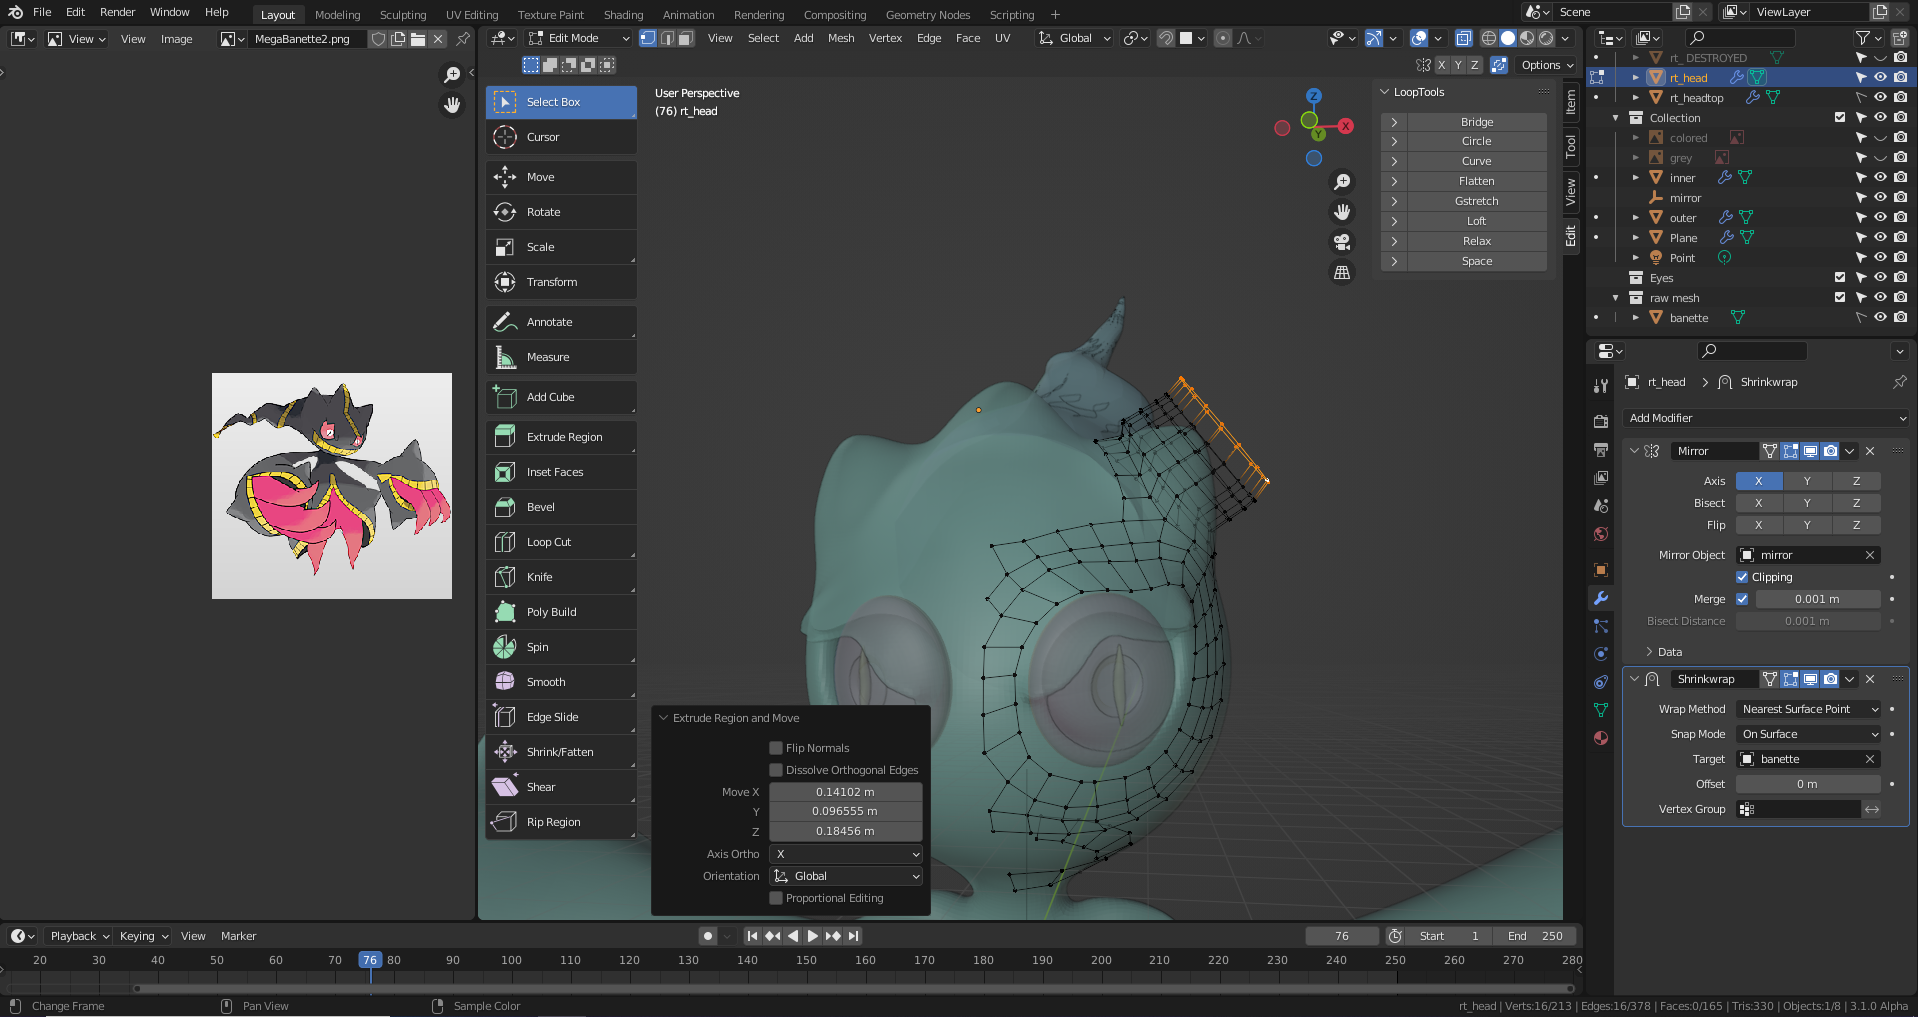 File Edit Render Window Help Layout Modeling Sculpting UV Editing Texture Paint Shading Animation Rendering Compositing Geometry Nodes Scripting + Scene ViewLayer
View View Image MegaBanette2.png Edit Mode View Select Add Mesh Vertex Edge Face UV Global
X Y Z Options
User Perspective
(76) rt_head
Select Box
Cursor
Move
Rotate
Scale
Transform
Annotate
Measure
Add Cube
Extrude Region
Inset Faces
Bevel
Loop Cut
Knife
Poly Build
Spin
Smooth
Edge Slide
Shrink/Fatten
Shear
Rip Region
Z
X
Y
LoopTools
Bridge
Circle
Curve
Flatten
Gstretch
Loft
Relax
Space
Item
Tool
View
Edit
Extrude Region and Move
Flip Normals
Dissolve Orthogonal Edges
Move X 0.14102 m
Y 0.096555 m
Z 0.18456 m
Axis Ortho X
Orientation Global
Proportional Editing
rt_DESTROYED
rt_head
rt_headtop
Collection
colored
grey
inner
mirror
outer
Plane
Point
Eyes
raw mesh
banette
rt_head Shrinkwrap
Add Modifier
Mirror
Axis X Y Z
Bisect X Y Z
Flip X Y Z
Mirror Object mirror
Clipping
Merge 0.001 m
Bisect Distance 0.001 m
Data
Shrinkwrap
Wrap Method Nearest Surface Point
Snap Mode On Surface
Target banette
Offset 0 m
Vertex Group
Playback Keying View Marker 76 Start 1 End 250
20 30 40 50 60 70 76 80 90 100 110 120 130 140 150 160 170 180 190 200 210 220 230 240 250 260 270 280
Change Frame Pan View Sample Color rt_head | Verts:16/213 | Edges:16/378 | Faces:0/165 | Tris:330 | Objects:1/8 | 3.1.0 Alpha